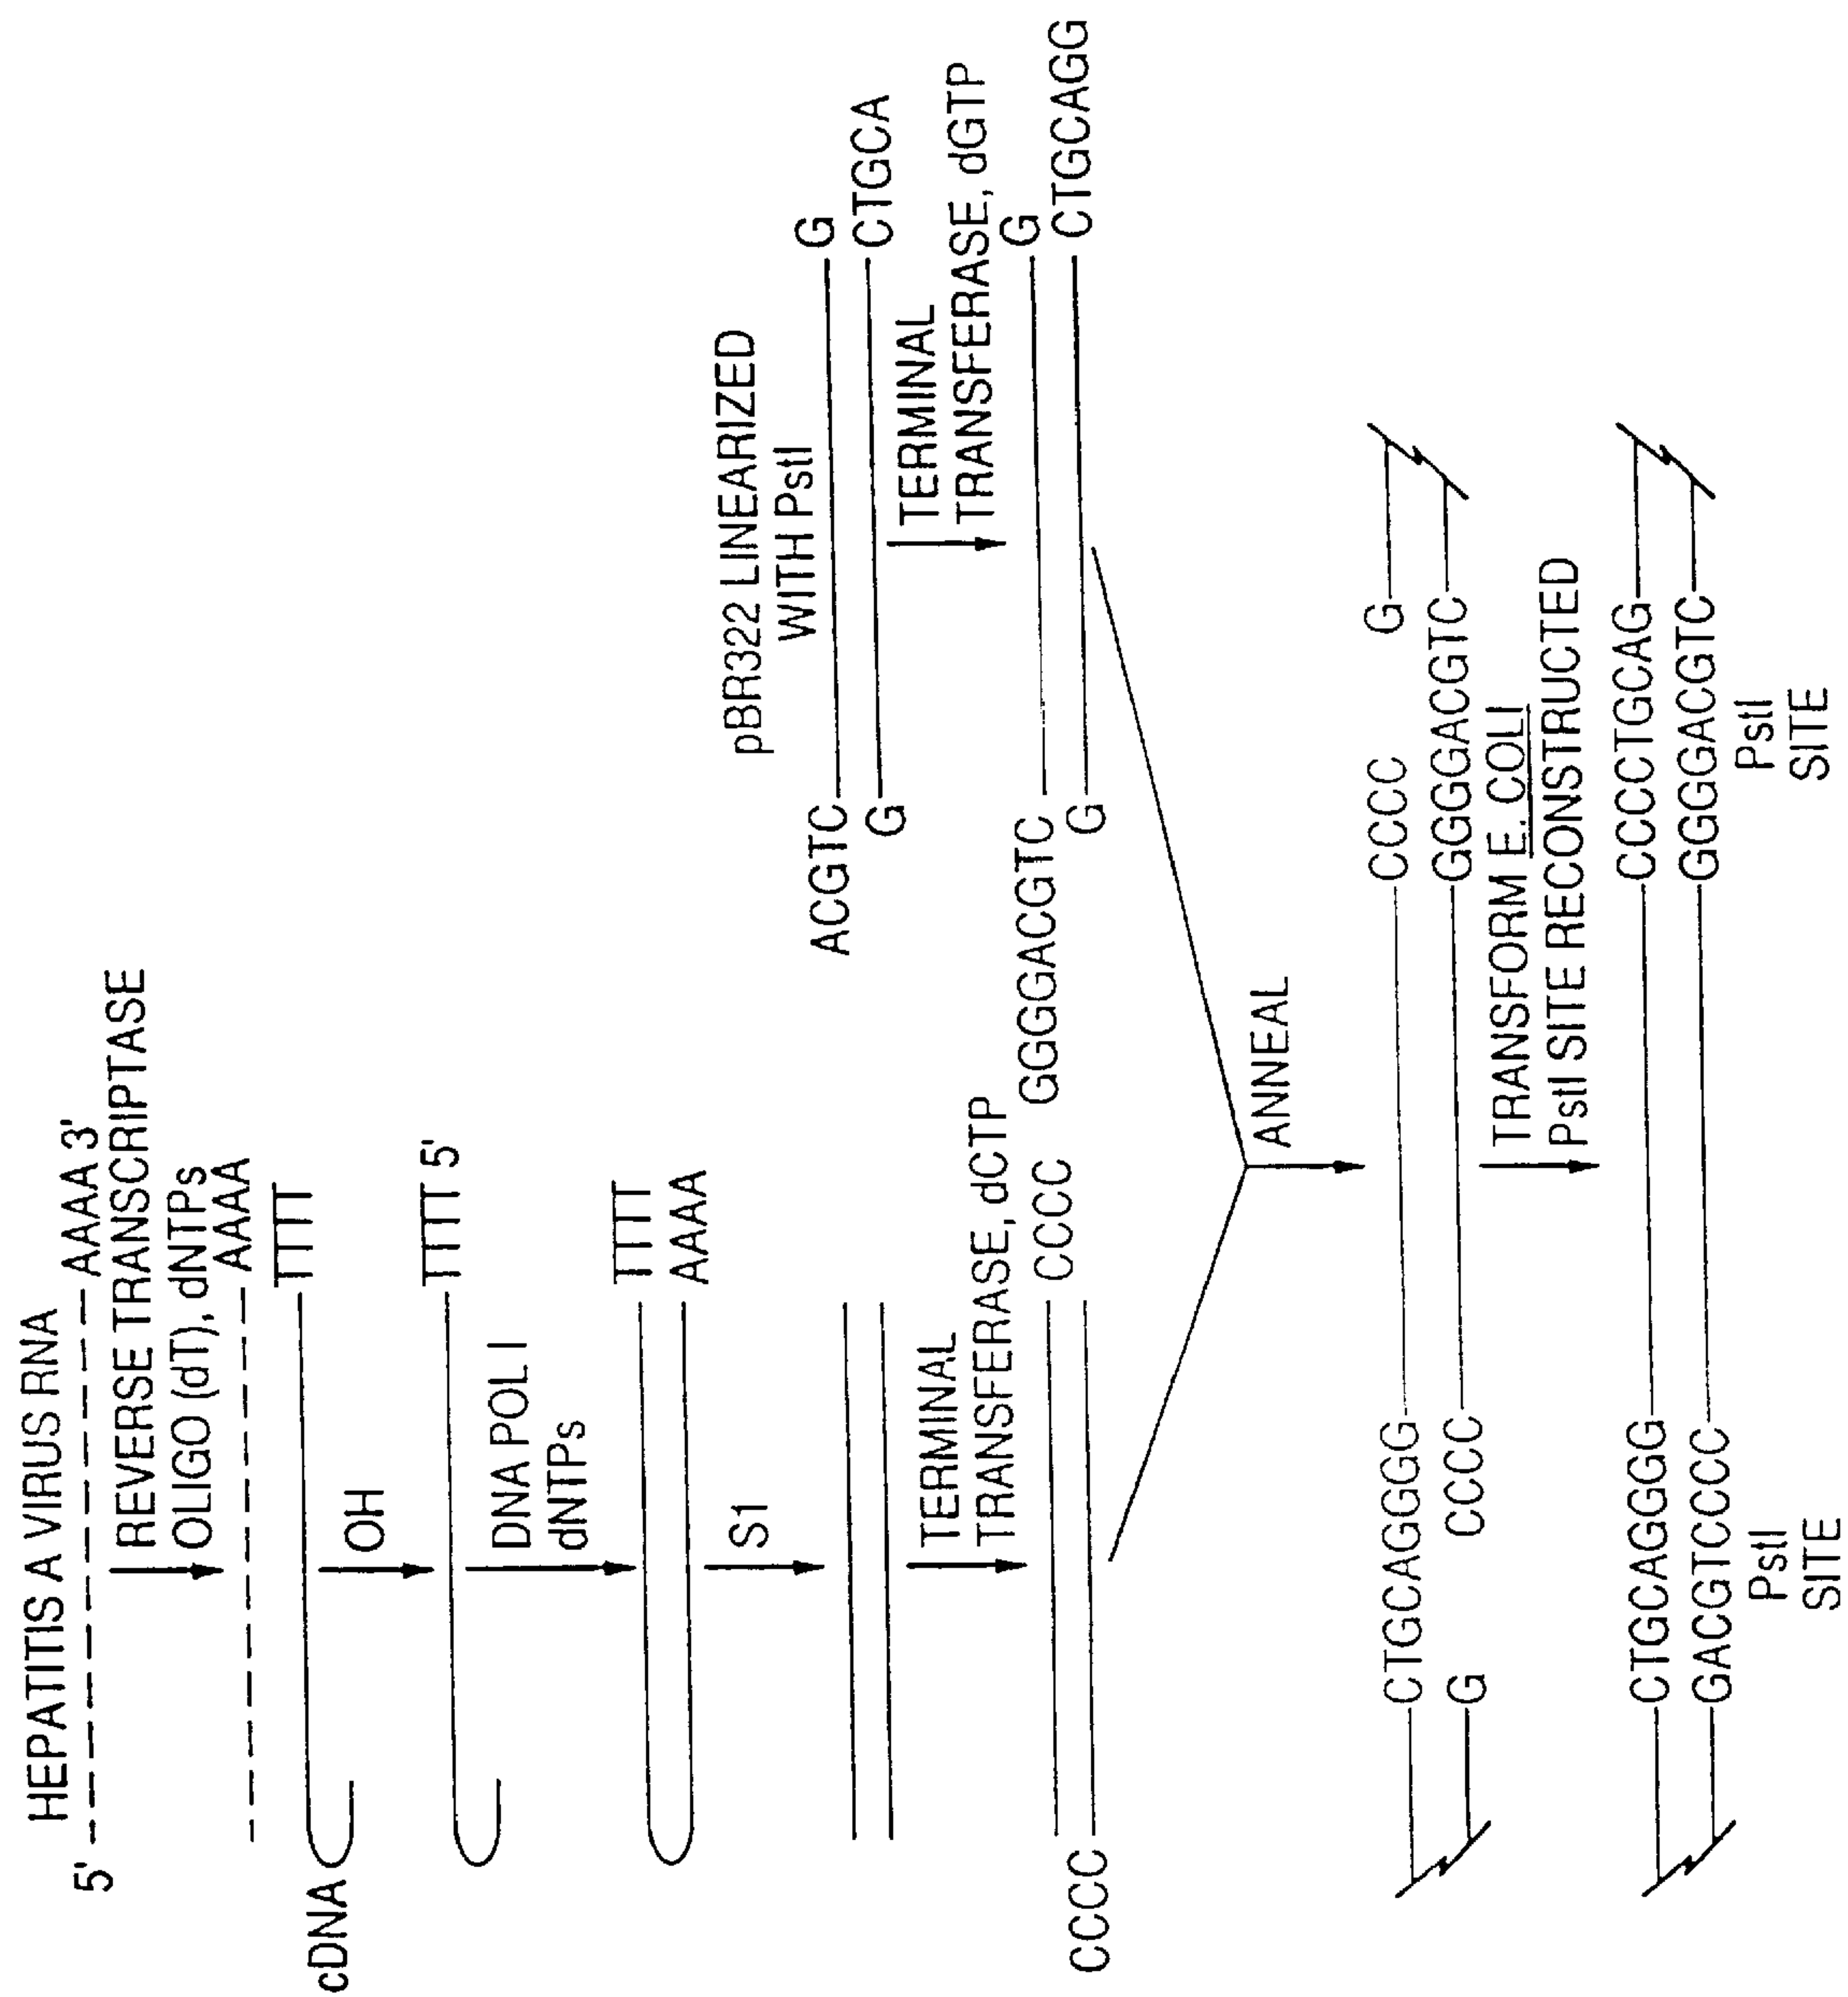 HEPATITIS A VIRUS RNA
5' AAAA 3'
REVERSE TRANSCRIPTASE
OLIGO (dT), dNTPs
AAAA
TTTT
cDNA
OH
TTTT 5'
DNA POL I
dNTPs
TTTT
AAAA
S1
TERMINAL
TRANSFERASE, dCTP
CCCC
CCCC
pBR322 LINEARIZED
WITH PstI
ACGTC G
G CTGCA
TERMINAL
TRANSFERASE, dGTP
GGGGACGTC G
G CTGCAGG
ANNEAL
CTGCAGGGG CCCC G
G CCCC GGGGACGTC
TRANSFORM E. COLI
PstI SITE RECONSTRUCTED
CTGCAGGGG CCCCTGCAG
GACGTCCCC GGGGACGTC
PstI PstI
SITE SITE